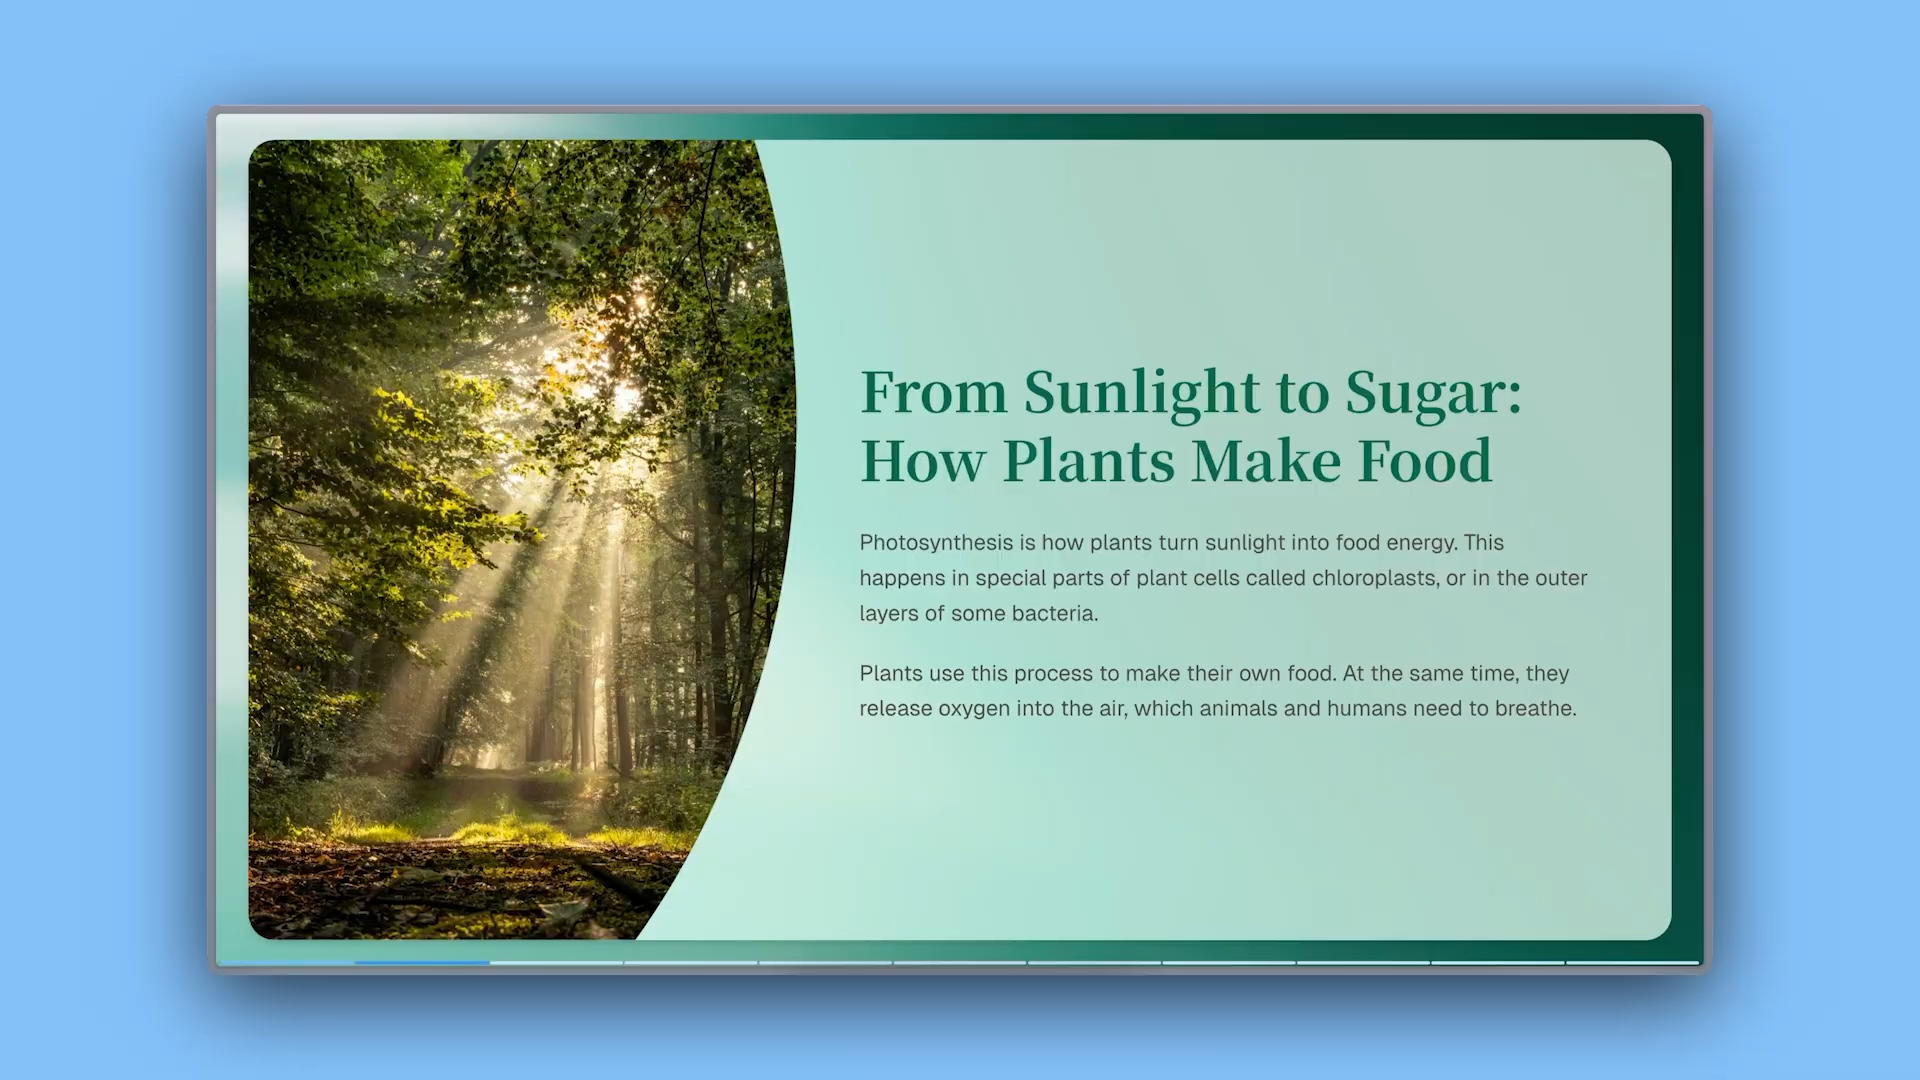 From Sunlight to Sugar:
How Plants Make Food
Photosynthesis is how plants turn sunlight into food energy. This
happens in special parts of plant cells called chloroplasts, or in the outer
layers of some bacteria.
Plants use this process to make their own food. At the same time, they
release oxygen into the air, which animals and humans need to breathe.